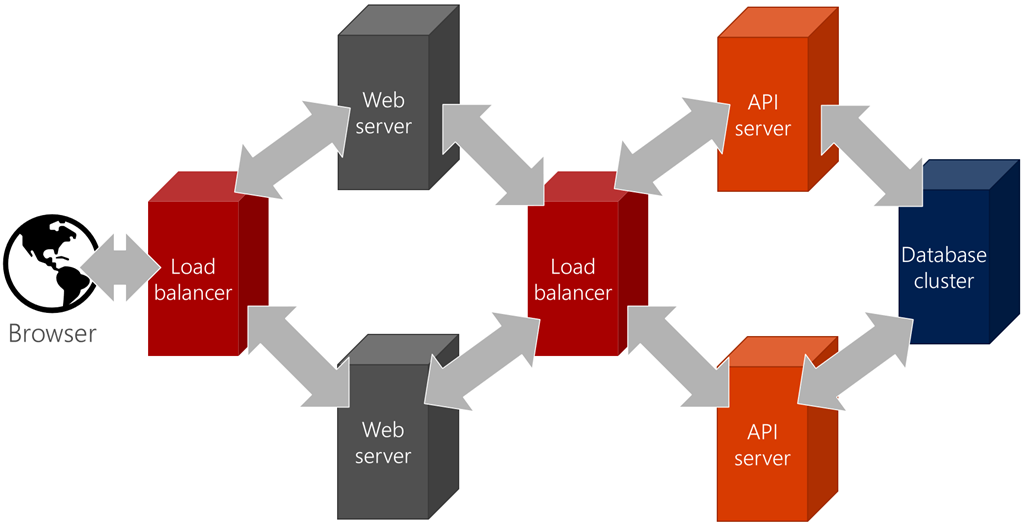 Browser
Load
balancer
Web
server
Web
server
Load
balancer
API
server
API
server
Database
cluster